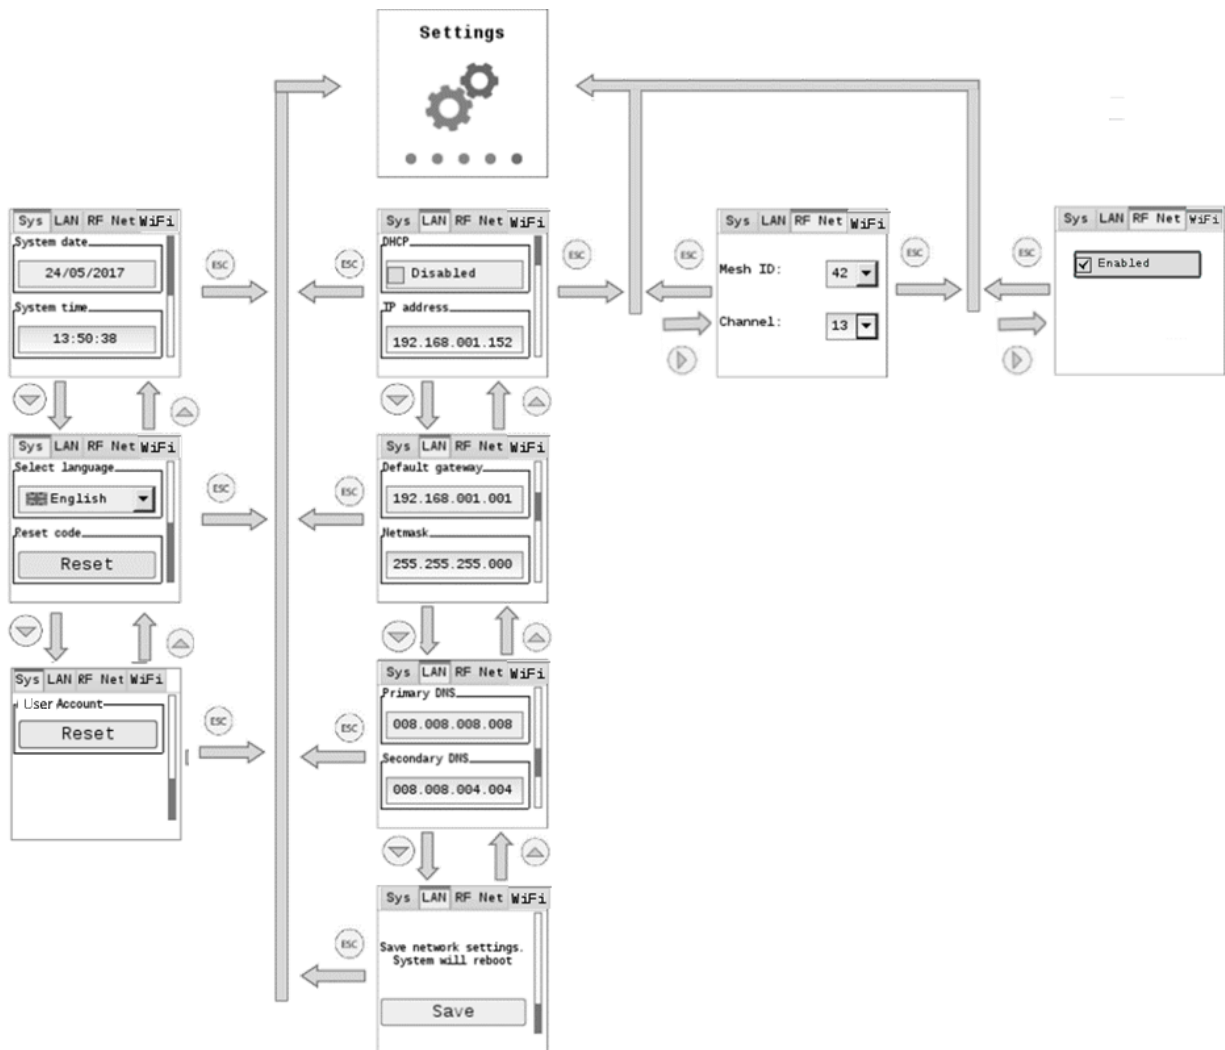 Settings
Sys LAN RF Net WiFi
System date
24/05/2017
System time
13:50:38
ESC
ESC
Sys LAN RF Net WiFi
DHCP
Disabled
IP address
192.168.001.152
ESC
ESC
Sys LAN RF Net WiFi
Mesh ID:
42
Channel:
13
ESC
ESC
Sys LAN RF Net WiFi
Enabled
Sys LAN RF Net WiFi
Select language
English
Reset code
Reset
ESC
ESC
Sys LAN RF Net WiFi
Default gateway
192.168.001.001
Netmask
255.255.255.000
Sys LAN RF Net WiFi
User Account
Reset
ESC
ESC
Sys LAN RF Net WiFi
Primary DNS
008.008.008.008
Secondary DNS
008.008.004.004
ESC
Sys LAN RF Net WiFi
Save network settings.
System will reboot
Save